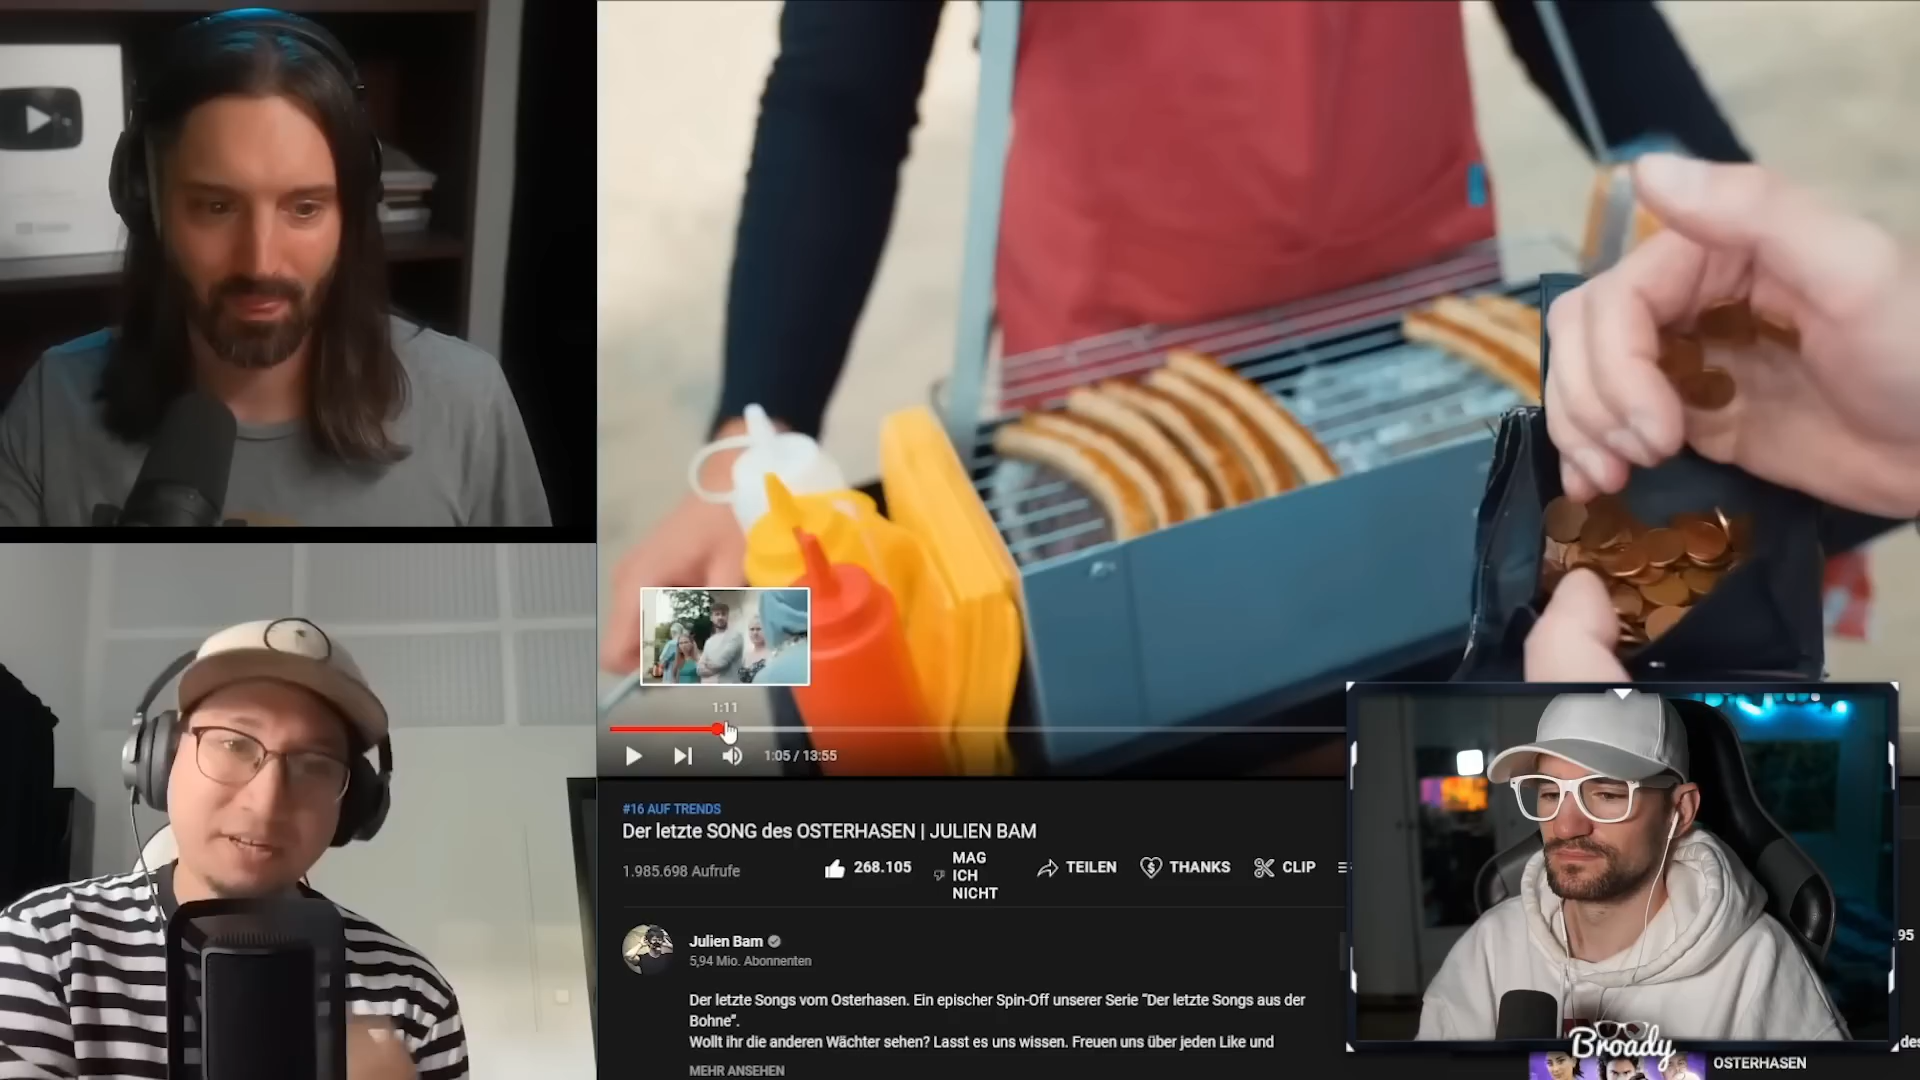 1:11
1:05 / 13:55
#16 AUF TRENDS
Der letzte SONG des OSTERHASEN | JULIEN BAM
1.985.698 Aufrufe
268.105
MAG
ICH
NICHT
TEILEN
THANKS
CLIP
Julien Bam
5,94 Mio. Abonnenten
Der letzte Songs vom Osterhasen. Ein epischer Spin-Off unserer Serie "Der letzte Songs aus der
Bohne".
Wollt ihr die anderen Wächter sehen? Lasst es uns wissen. Freuen uns über jeden Like und
MEHR ANSEHEN
Broady
OSTERHASEN